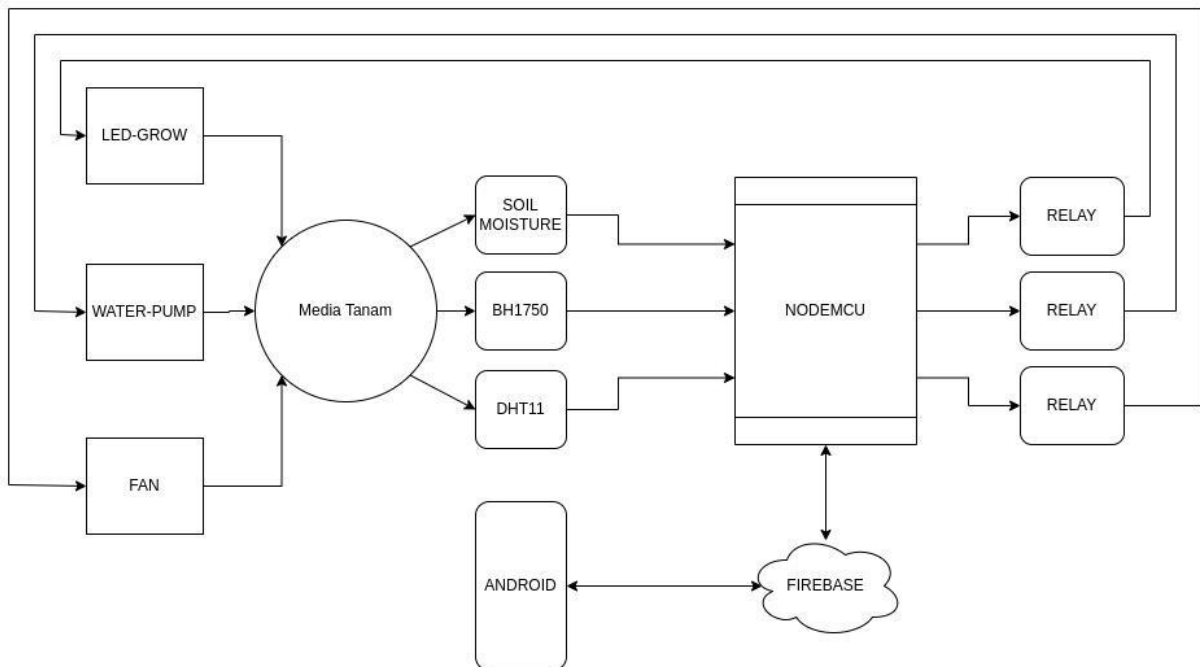 LED-GROW
WATER-PUMP
FAN
Media Tanam
SOIL
MOISTURE
BH1750
DHT11
NODEMCU
RELAY
RELAY
RELAY
ANDROID
FIREBASE